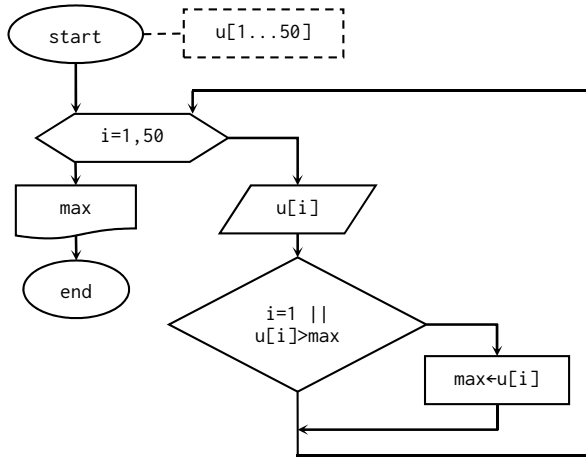 start
u[1...50]
i=1,50
max
u[i]
end
i=1 ||
u[i]>max
max←u[i]